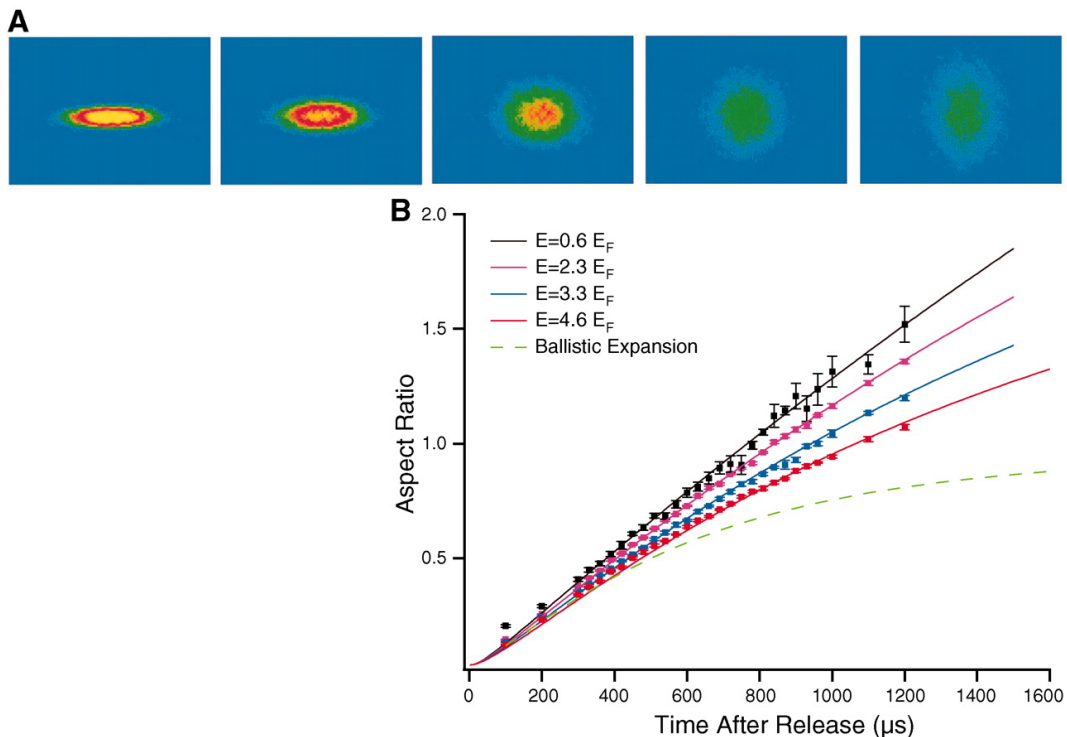 A
B
2.0
1.5
1.0
0.5
Aspect Ratio
E=0.6 E_F
E=2.3 E_F
E=3.3 E_F
E=4.6 E_F
Ballistic Expansion
0 200 400 600 800 1000 1200 1400 1600
Time After Release (μs)